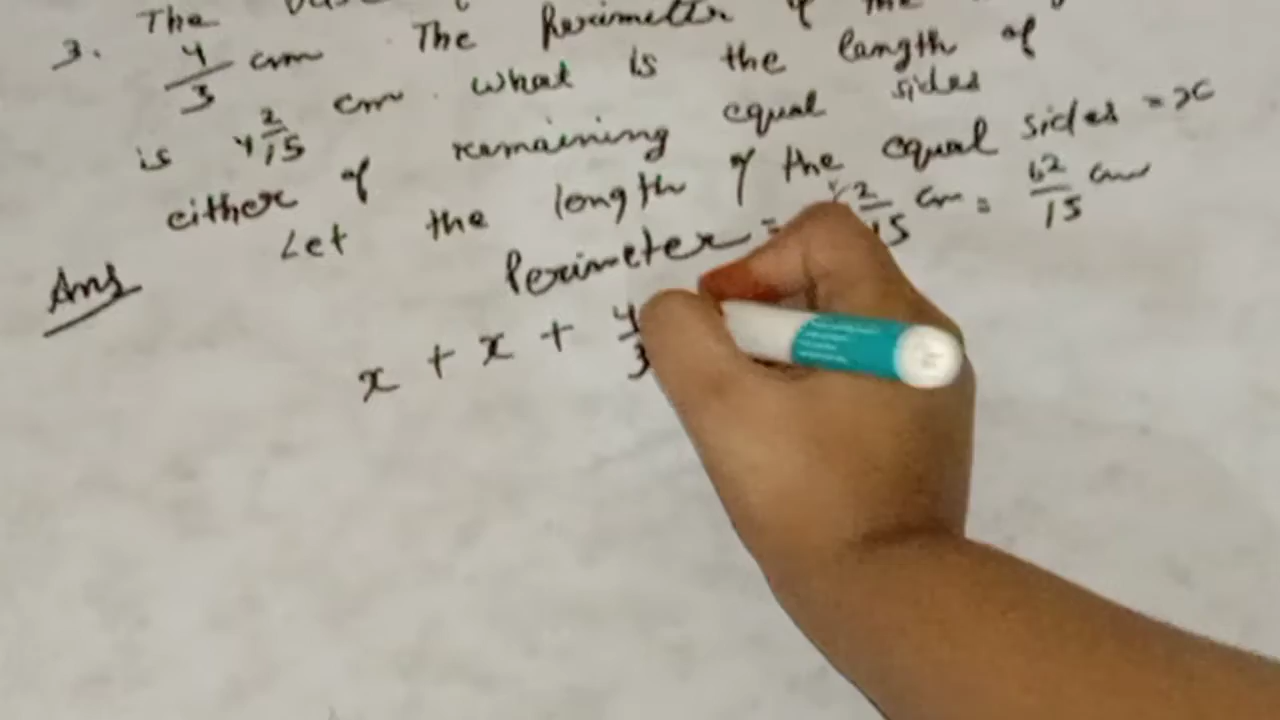 3. The
4/3 cm . The Perimeter of the
is 4 2/15 cm . what is the length of
either of remaining equal sides
Ans Let the length of the equal sides = x
Perimeter = 4 2/15 cm = 62/15 cm
x + x + 4/3